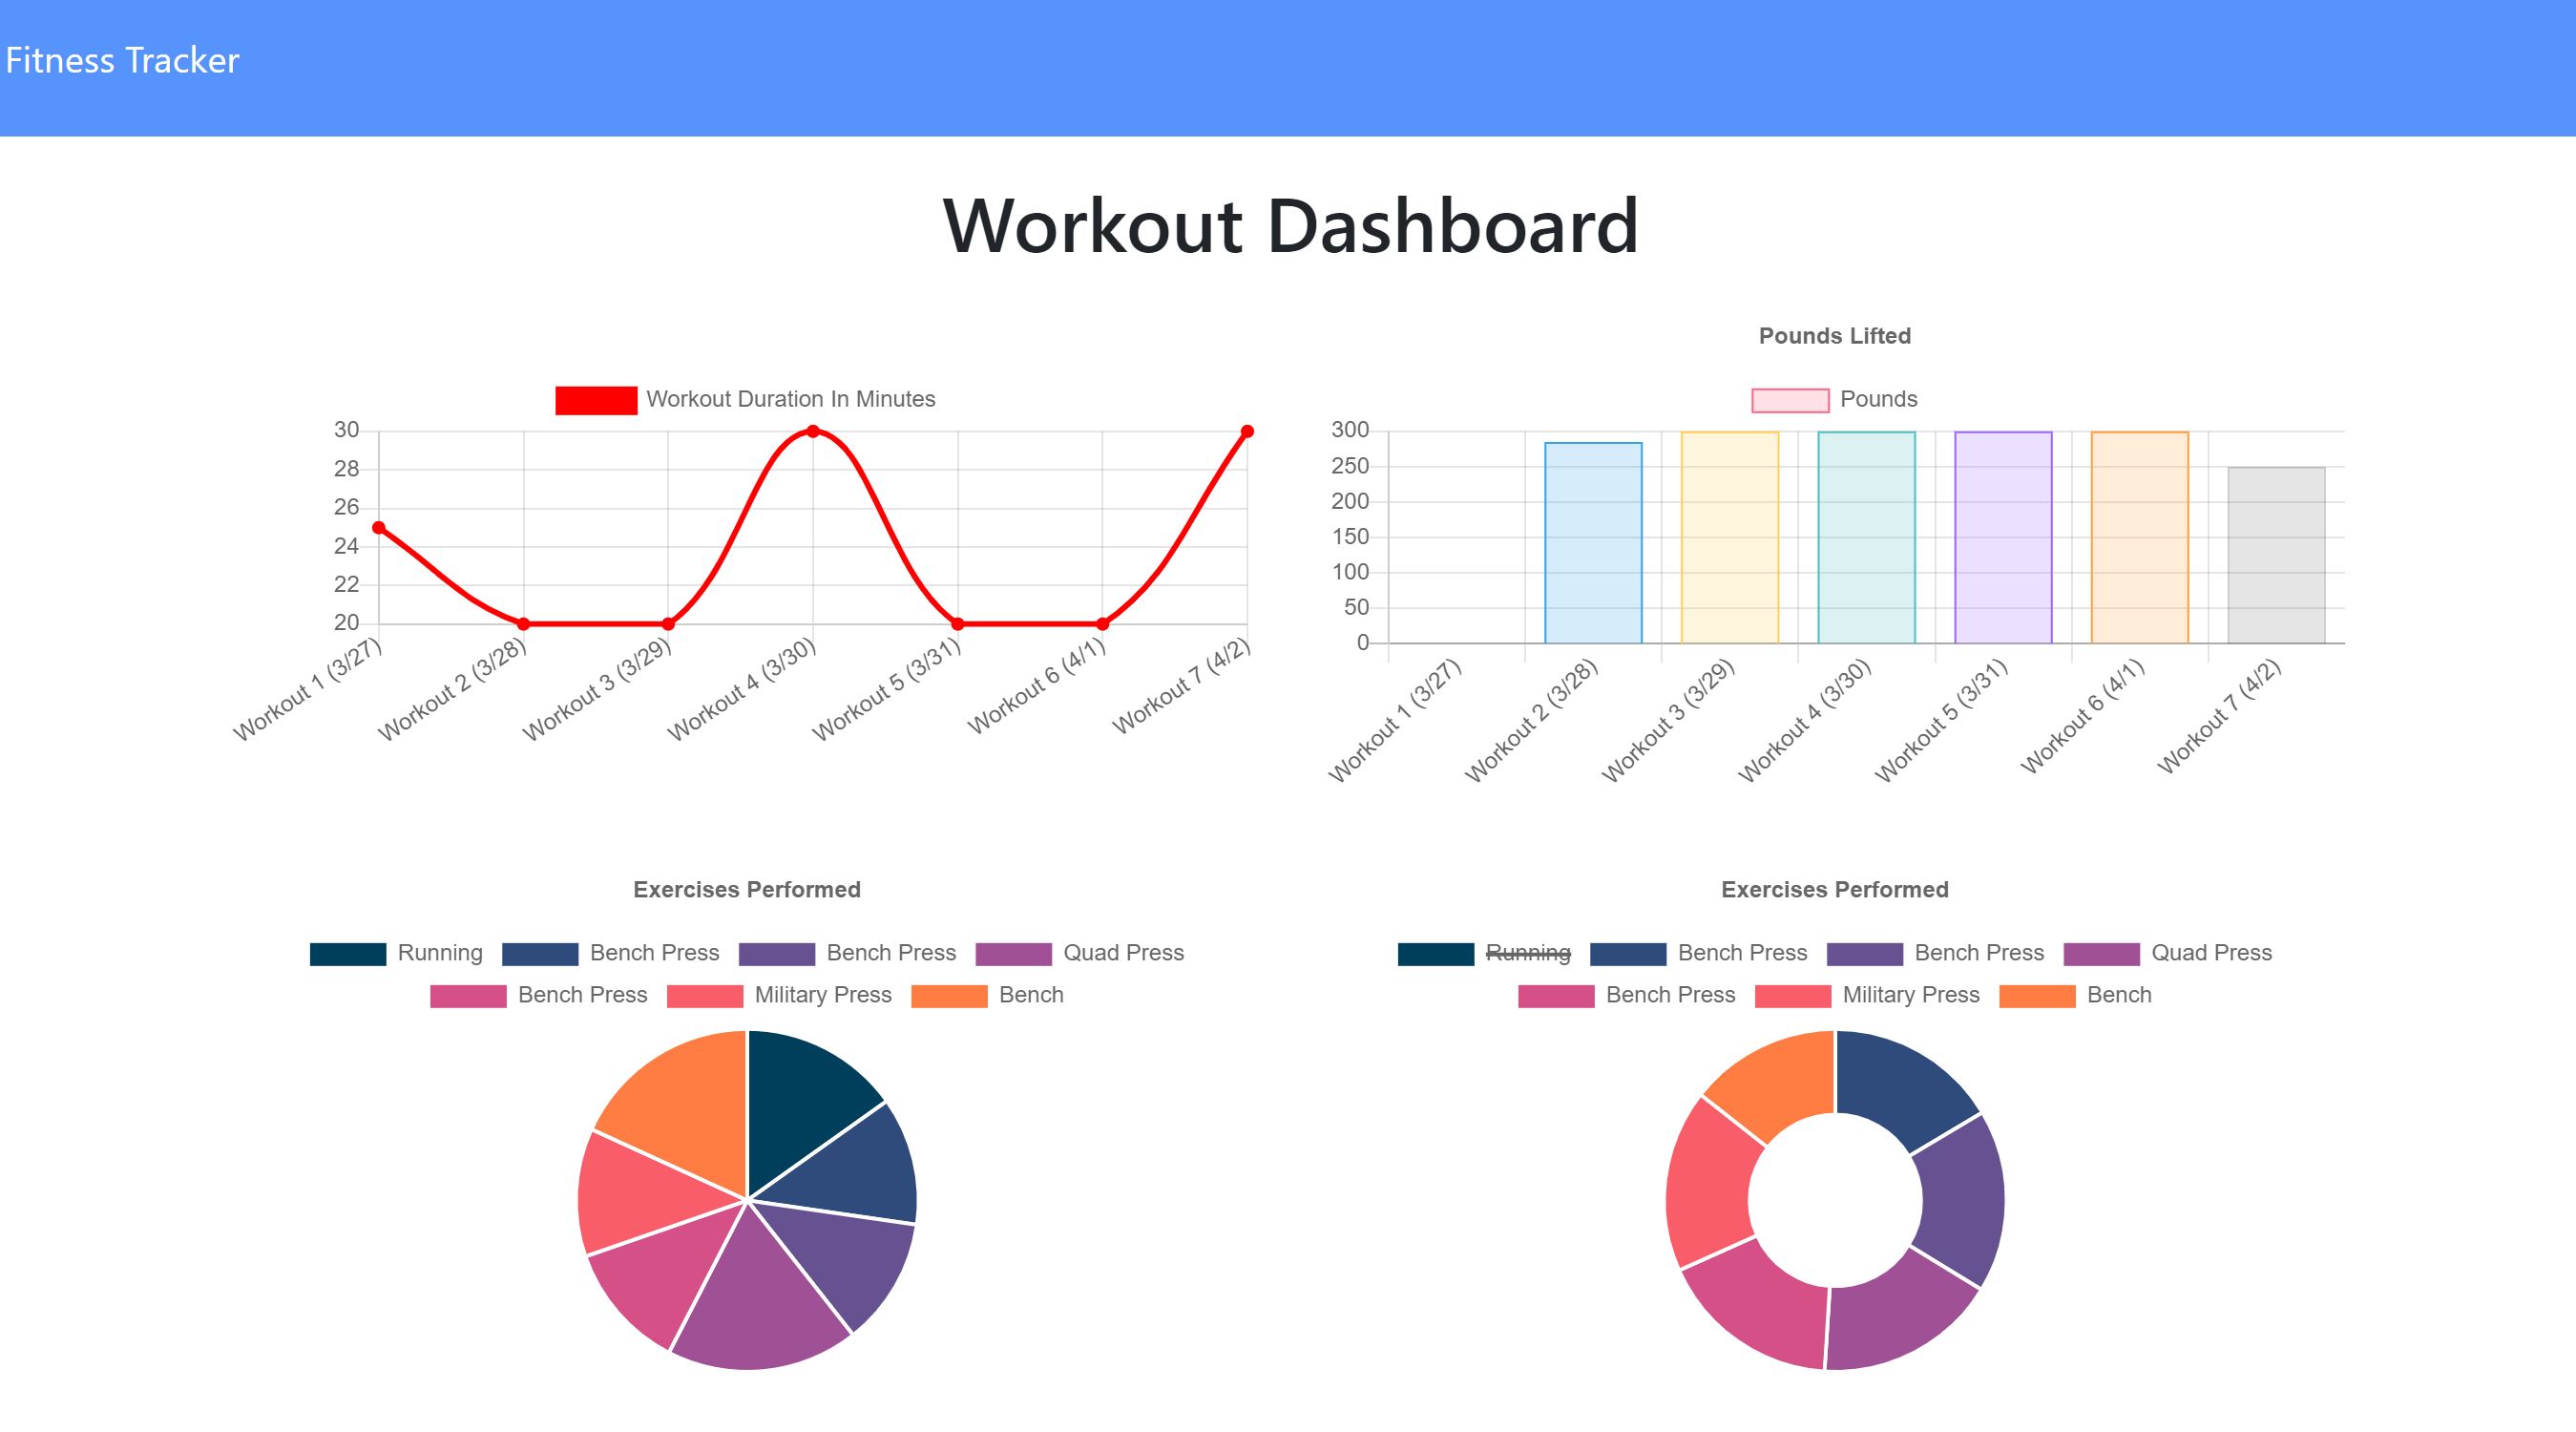 Fitness Tracker
Workout Dashboard
Workout Duration In Minutes
30
28
26
24
22
20
Workout 1 (3/27)
Workout 2 (3/28)
Workout 3 (3/29)
Workout 4 (3/30)
Workout 5 (3/31)
Workout 6 (4/1)
Workout 7 (4/2)
Pounds Lifted
Pounds
300
250
200
150
100
50
0
Workout 1 (3/27)
Workout 2 (3/28)
Workout 3 (3/29)
Workout 4 (3/30)
Workout 5 (3/31)
Workout 6 (4/1)
Workout 7 (4/2)
Exercises Performed
Running Bench Press Bench Press Quad Press
Bench Press Military Press Bench
Exercises Performed
Running Bench Press Bench Press Quad Press
Bench Press Military Press Bench